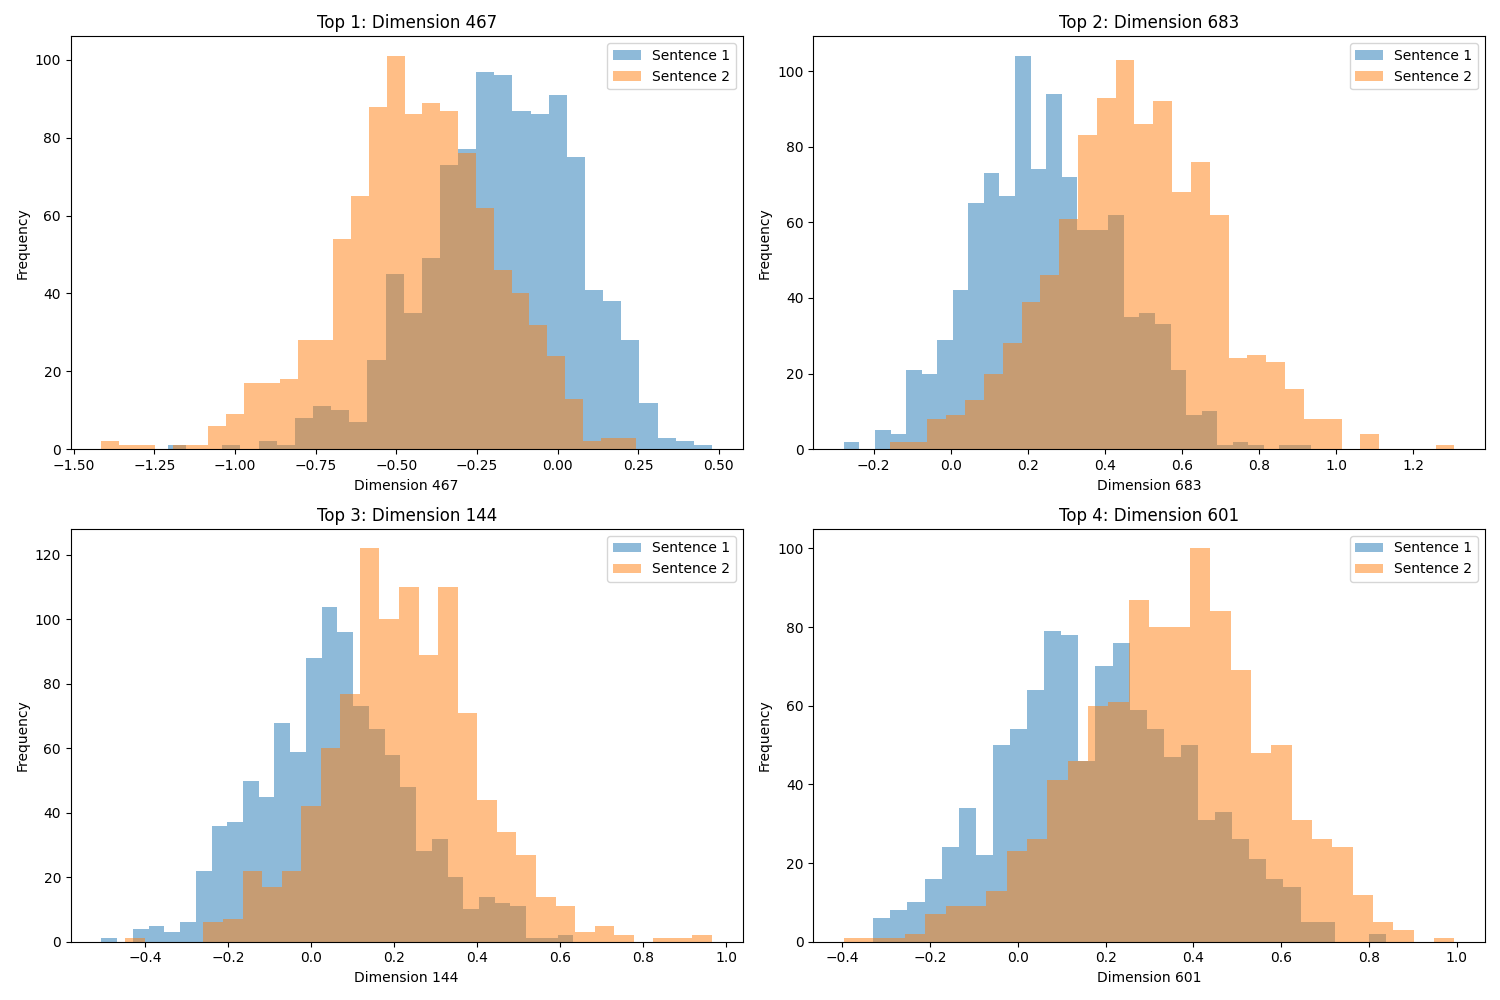 Top 1: Dimension 467
Sentence 1
Sentence 2
Frequency
100
80
60
40
20
0
−1.50 −1.25 −1.00 −0.75 −0.50 −0.25 0.00 0.25 0.50
Dimension 467
Top 2: Dimension 683
Sentence 1
Sentence 2
Frequency
100
80
60
40
20
0
−0.2 0.0 0.2 0.4 0.6 0.8 1.0 1.2
Dimension 683
Top 3: Dimension 144
Sentence 1
Sentence 2
Frequency
120
100
80
60
40
20
0
−0.4 −0.2 0.0 0.2 0.4 0.6 0.8 1.0
Dimension 144
Top 4: Dimension 601
Sentence 1
Sentence 2
Frequency
100
80
60
40
20
0
−0.4 −0.2 0.0 0.2 0.4 0.6 0.8 1.0
Dimension 601